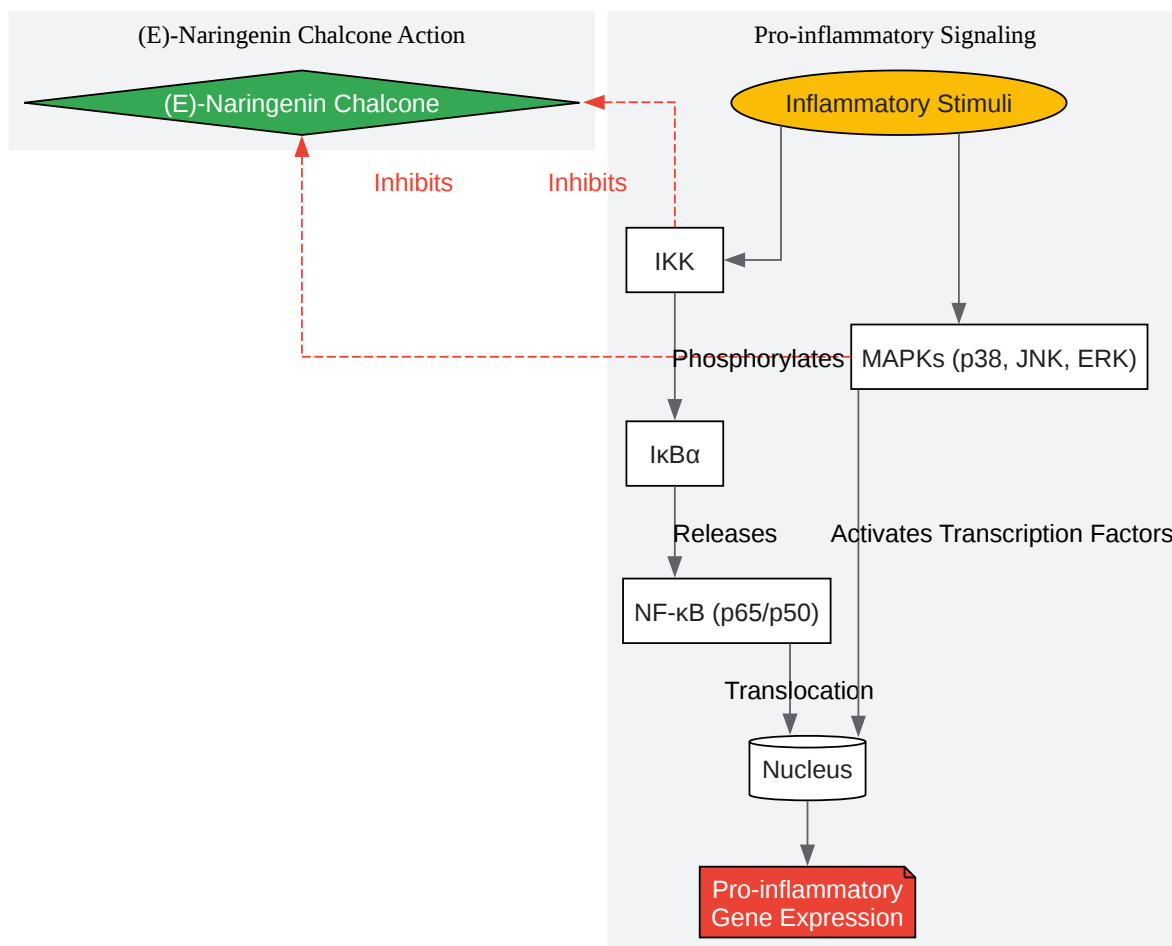 (E)-Naringenin Chalcone Action
Pro-inflammatory Signaling
(E)-Naringenin Chalcone
Inflammatory Stimuli
Inhibits
Inhibits
IKK
Phosphorylates
MAPKs (p38, JNK, ERK)
IκBα
Releases
Activates Transcription Factors
NF-κB (p65/p50)
Translocation
Nucleus
Pro-inflammatory
Gene Expression